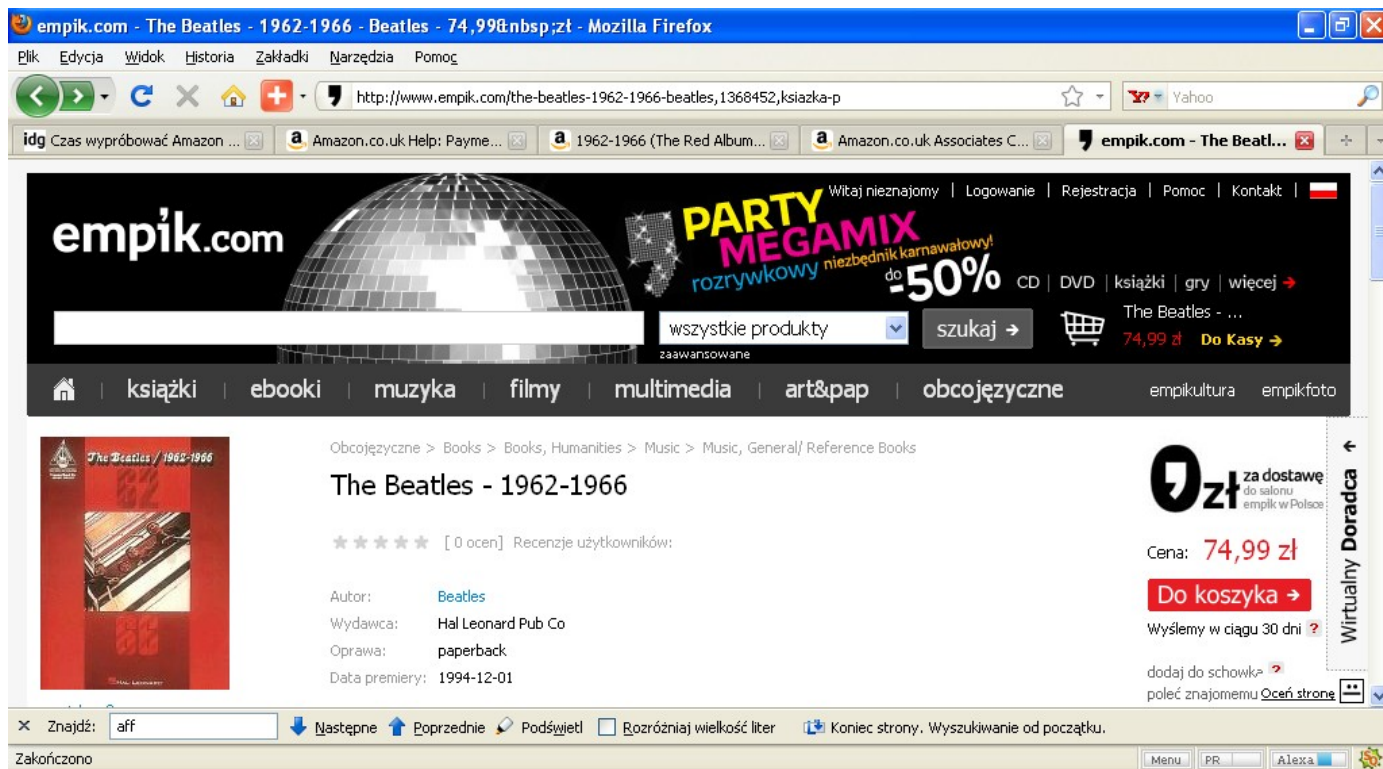 empik.com - The Beatles - 1962-1966 - Beatles - 74,99&nbsp;zł - Mozilla Firefox
Plik Edycja Widok Historia Zakładki Narzędzia Pomoc
http://www.empik.com/the-beatles-1962-1966-beatles,1368452,ksiazka-p
Yahoo
idg Czas wypróbować Amazon ... Amazon.co.uk Help: Payme... 1962-1966 (The Red Album... Amazon.co.uk Associates C... empik.com - The Beatl...
Witaj nieznajomy | Logowanie | Rejestracja | Pomoc | Kontakt |
empik.com
PARTY
MEGAMIX
rozrywkowy niezbędnik karnawałowy!
do -50%
CD | DVD | książki | gry | więcej
wszystkie produkty
szukaj
zaawansowane
The Beatles - ...
74,99 zł Do Kasy
książki | ebooki | muzyka | filmy | multimedia | art&pap | obcojęzyczne
empikultura empikfoto
The Beatles / 1962-1966
62
66
Hal Leonard
Obcojęzyczne > Books > Books, Humanities > Music > Music, General/ Reference Books
The Beatles - 1962-1966
[ 0 ocen] Recenzje użytkowników:
Autor: Beatles
Wydawca: Hal Leonard Pub Co
Oprawa: paperback
Data premiery: 1994-12-01
0zł za dostawę
do salonu
empik w Polsce
Cena: 74,99 zł
Do koszyka
Wyślemy w ciągu 30 dni ?
dodaj do schowka ?
poleć znajomemu Oceń stronę
Wirtualny Doradca
Znajdź: aff Następne Poprzednie Podświetl Rozróżniaj wielkość liter Koniec strony. Wyszukiwanie od początku.
Zakończono
Menu PR Alexa